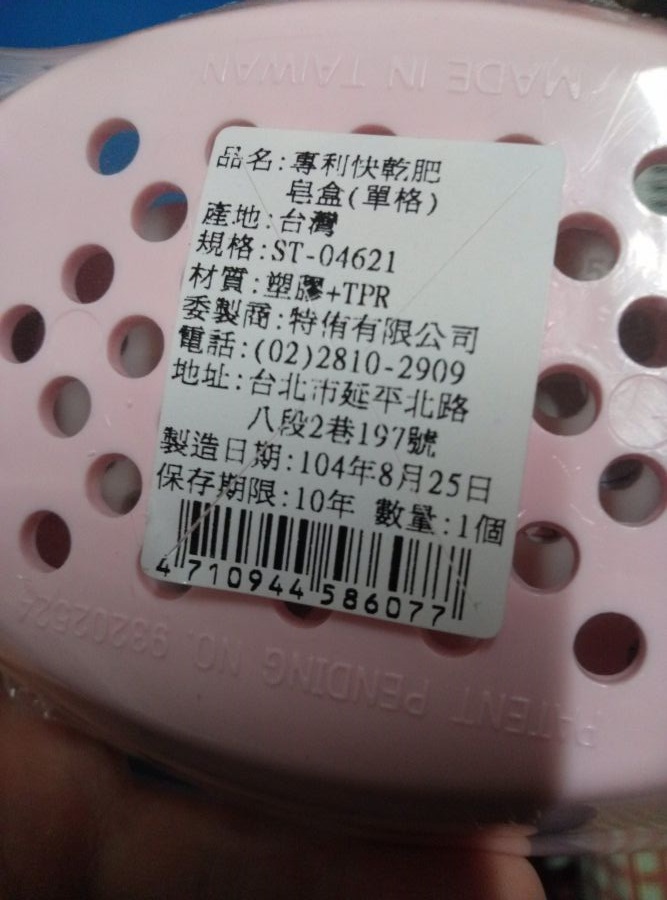 MADE IN TAIWAN
品名:專利快乾肥
皂盒(單格)
產地:台灣
規格:ST-04621
材質:塑膠+TPR
委製商:特侑有限公司
電話:(02)2810-2909
地址:台北市延平北路
八段2巷197號
製造日期:104年8月25日
保存期限:10年 數量:1個
4 710944 586077
PATENT PENDING NO. 93202524